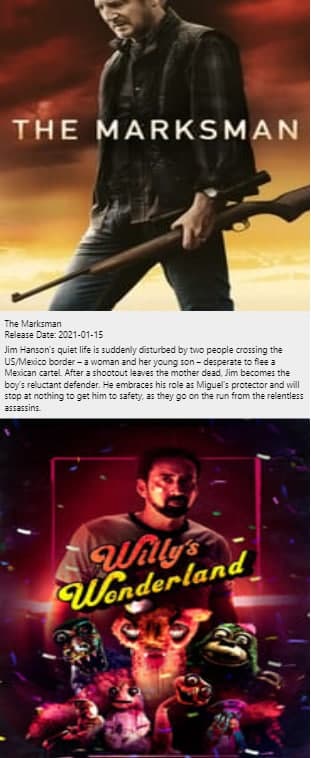 THE MARKSMAN
The Marksman
Release Date: 2021-01-15
Jim Hanson's quiet life is suddenly disturbed by two people crossing the
US/Mexico border – a woman and her young son – desperate to flee a
Mexican cartel. After a shootout leaves the mother dead, Jim becomes the
boy's reluctant defender. He embraces his role as Miguel's protector and will
stop at nothing to get him to safety, as they go on the run from the relentless
assassins.
Willy's
Wonderland